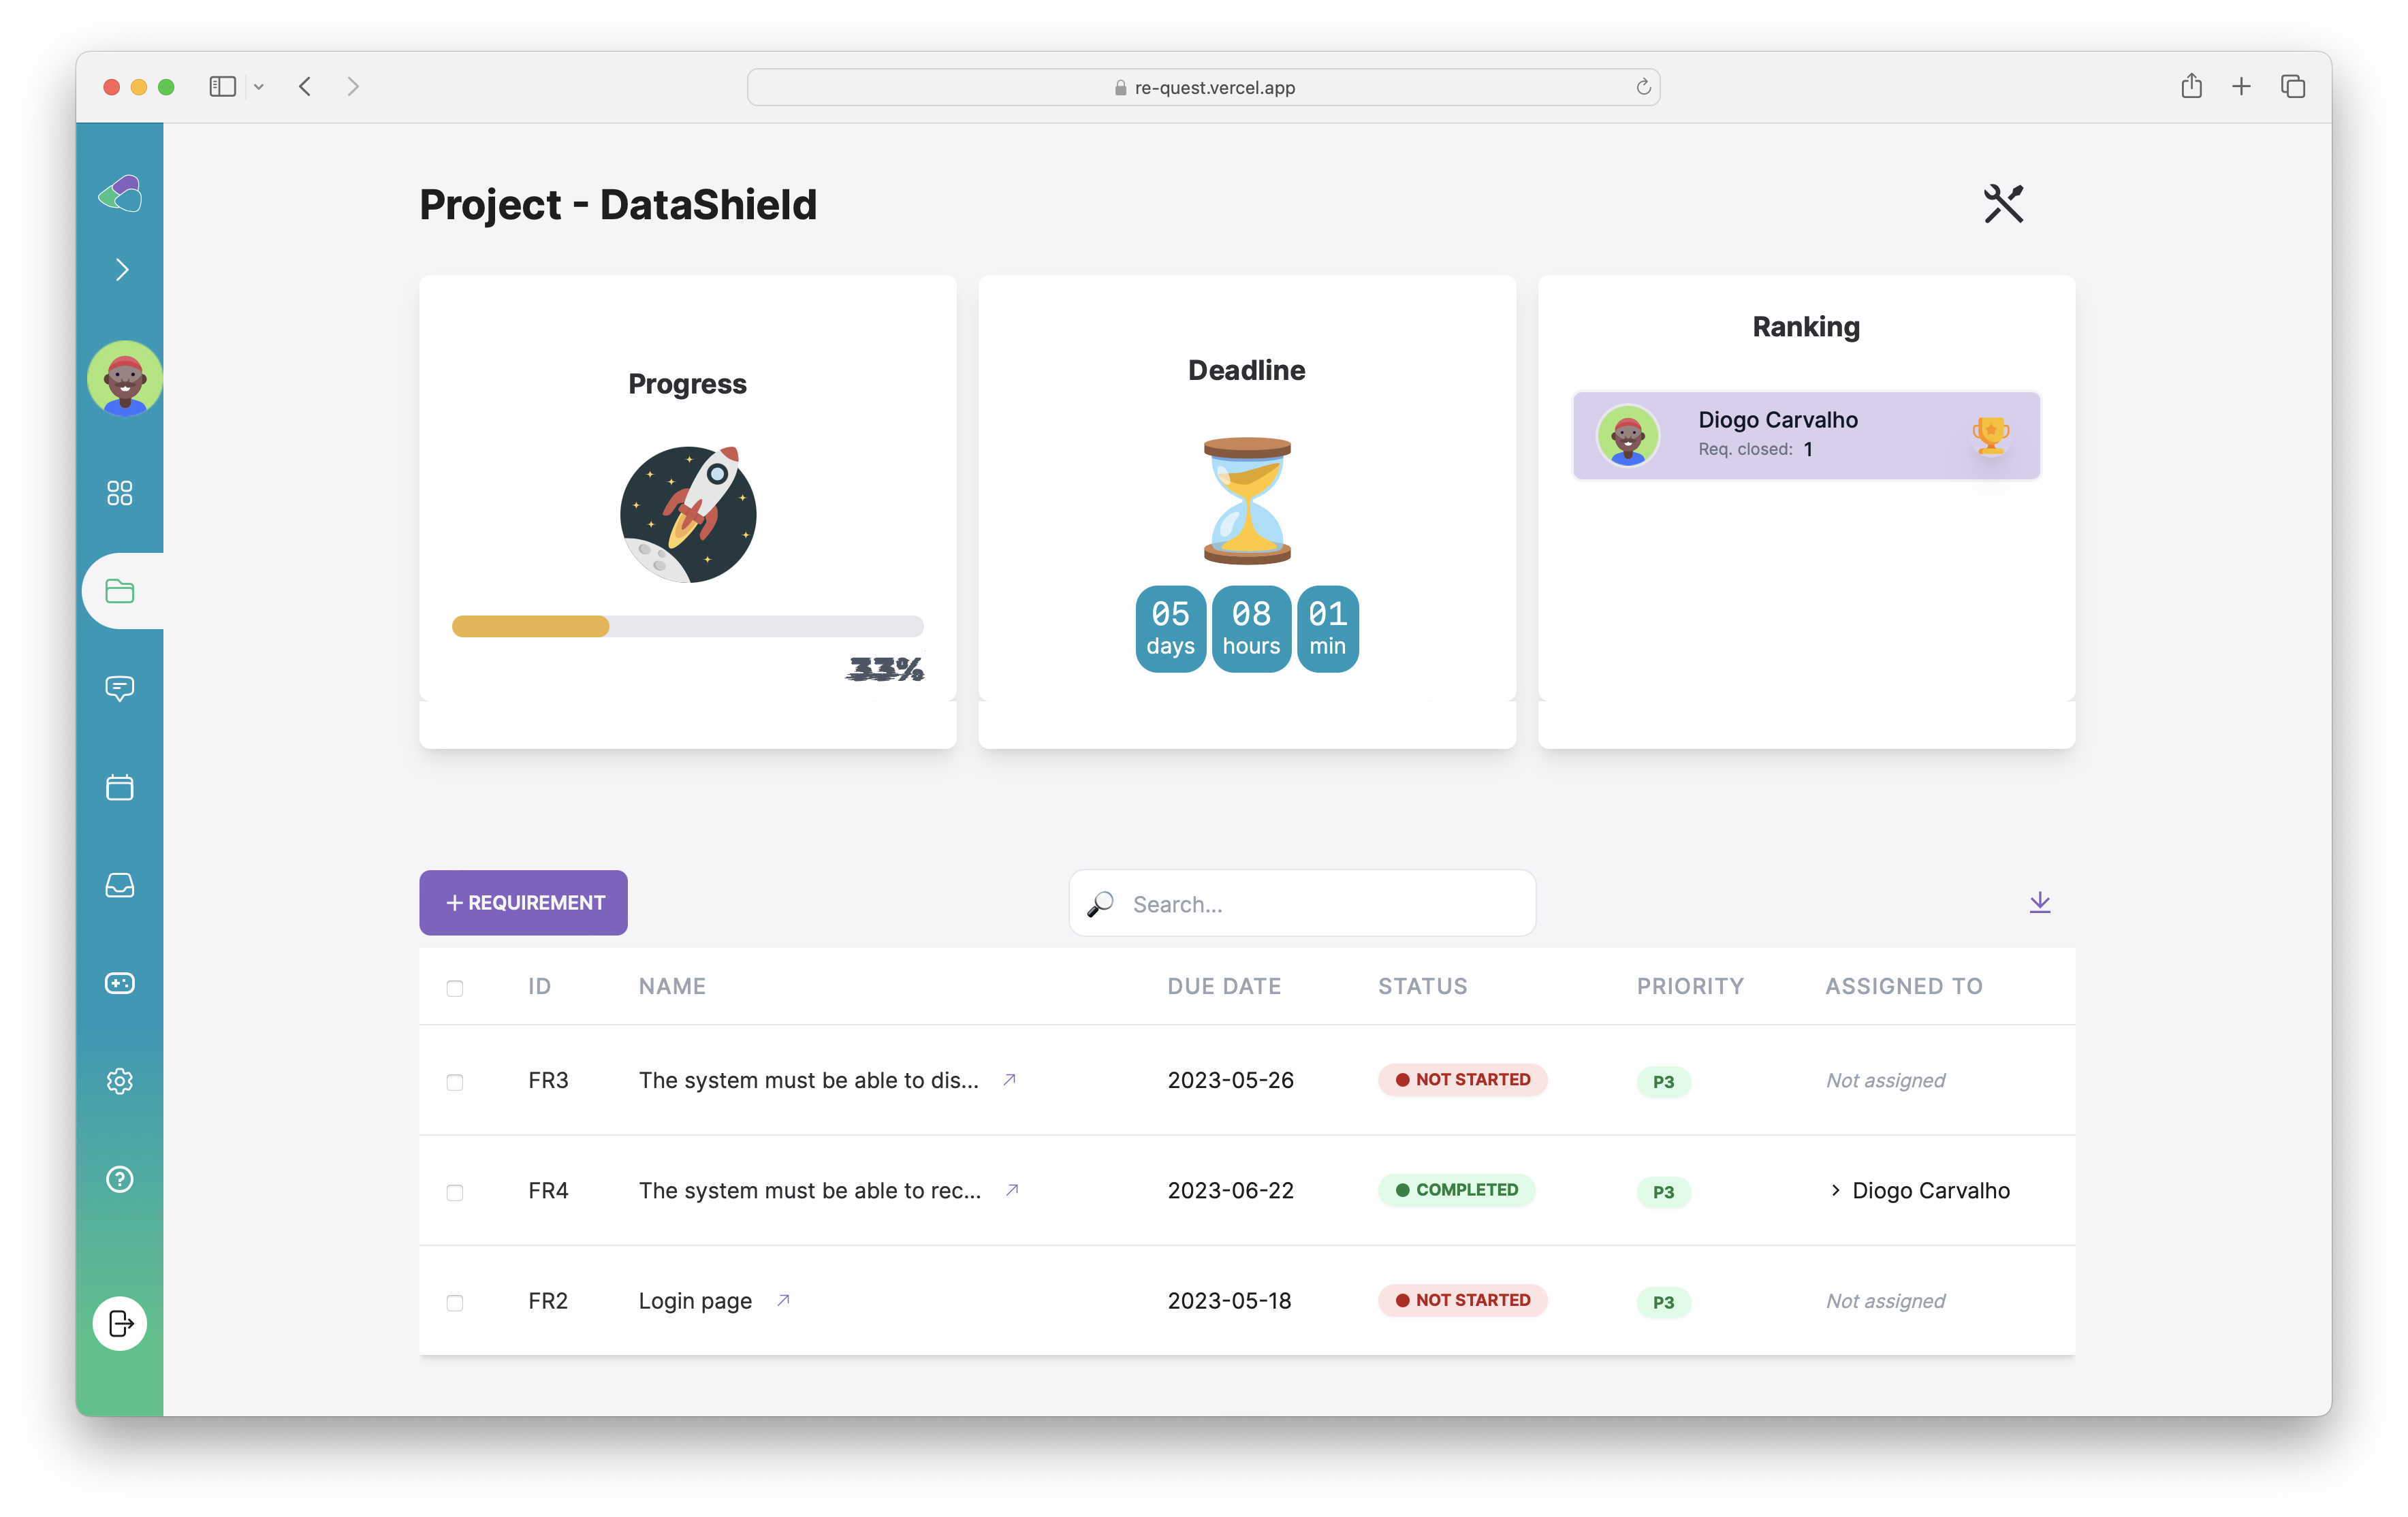 re-quest.vercel.app
Project - DataShield
Progress
33%
Deadline
05 days 08 hours 01 min
Ranking
Diogo Carvalho
Req. closed: 1
+ REQUIREMENT
Search...
ID NAME DUE DATE STATUS PRIORITY ASSIGNED TO
FR3 The system must be able to dis... 2023-05-26 NOT STARTED P3 Not assigned
FR4 The system must be able to rec... 2023-06-22 COMPLETED P3 Diogo Carvalho
FR2 Login page 2023-05-18 NOT STARTED P3 Not assigned